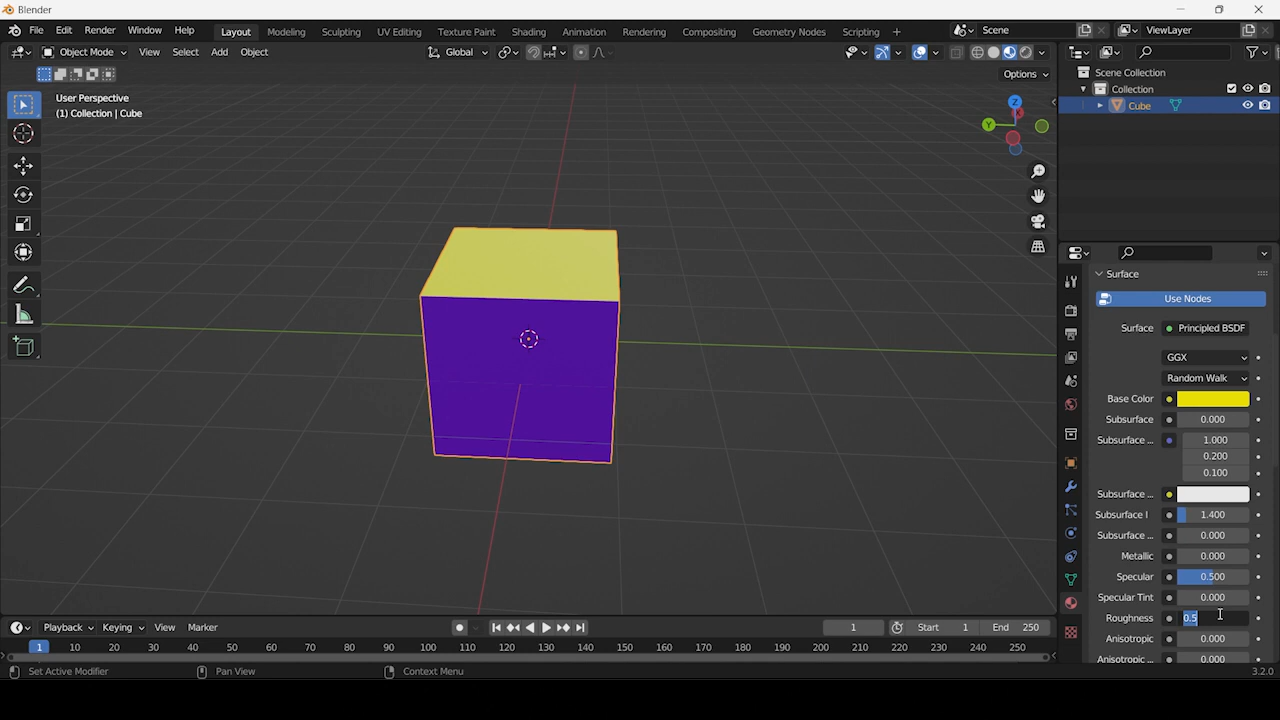 Blender
File Edit Render Window Help
Layout Modeling Sculpting UV Editing Texture Paint Shading Animation Rendering Compositing Geometry Nodes Scripting +
Scene
ViewLayer
Object Mode View Select Add Object
Global
Options
User Perspective
(1) Collection | Cube
Z
Y
Scene Collection
Collection
Cube
Surface
Use Nodes
Surface Principled BSDF
GGX
Random Walk
Base Color
Subsurface 0.000
Subsurface ... 1.000
0.200
0.100
Subsurface ...
Subsurface I 1.400
Subsurface ... 0.000
Metallic 0.000
Specular 0.500
Specular Tint 0.000
Roughness 0.5
Anisotropic 0.000
Anisotropic ... 0.000
Playback Keying View Marker
1 Start 1 End 250
1 10 20 30 40 50 60 70 80 90 100 110 120 130 140 150 160 170 180 190 200 210 220 230 240 250
Set Active Modifier Pan View Context Menu 3.2.0